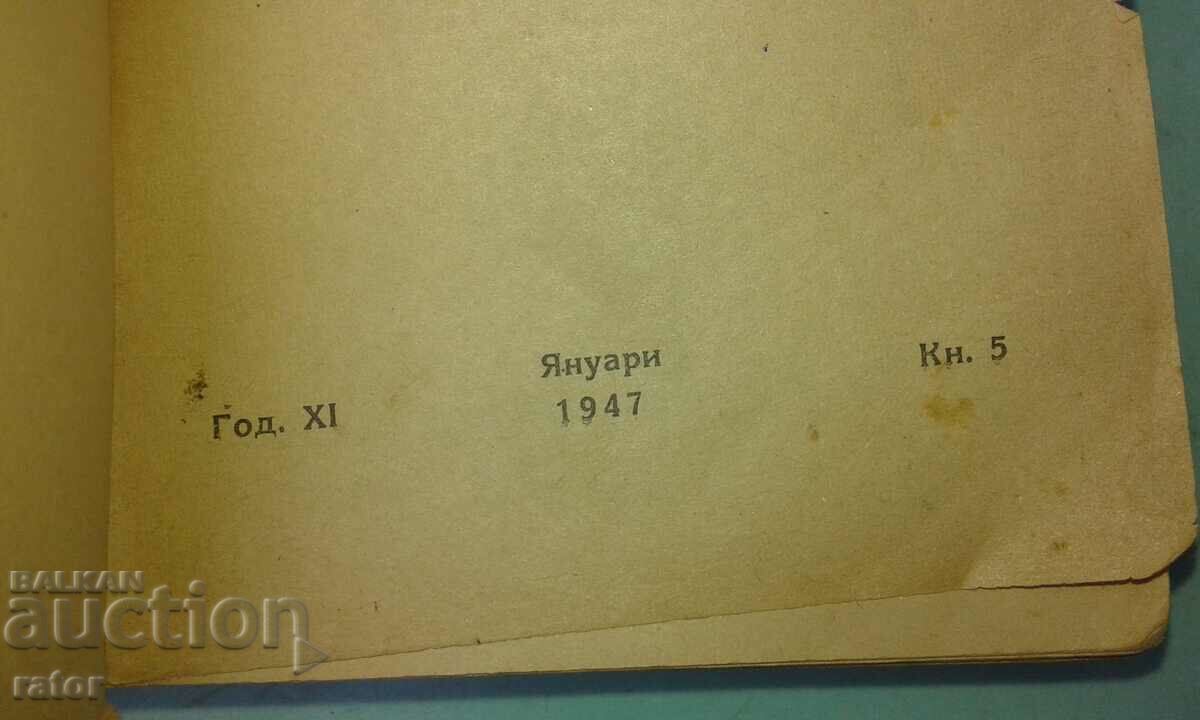 Год. XI
Януари
1947
Кн. 5
BALKAN
auction
rator